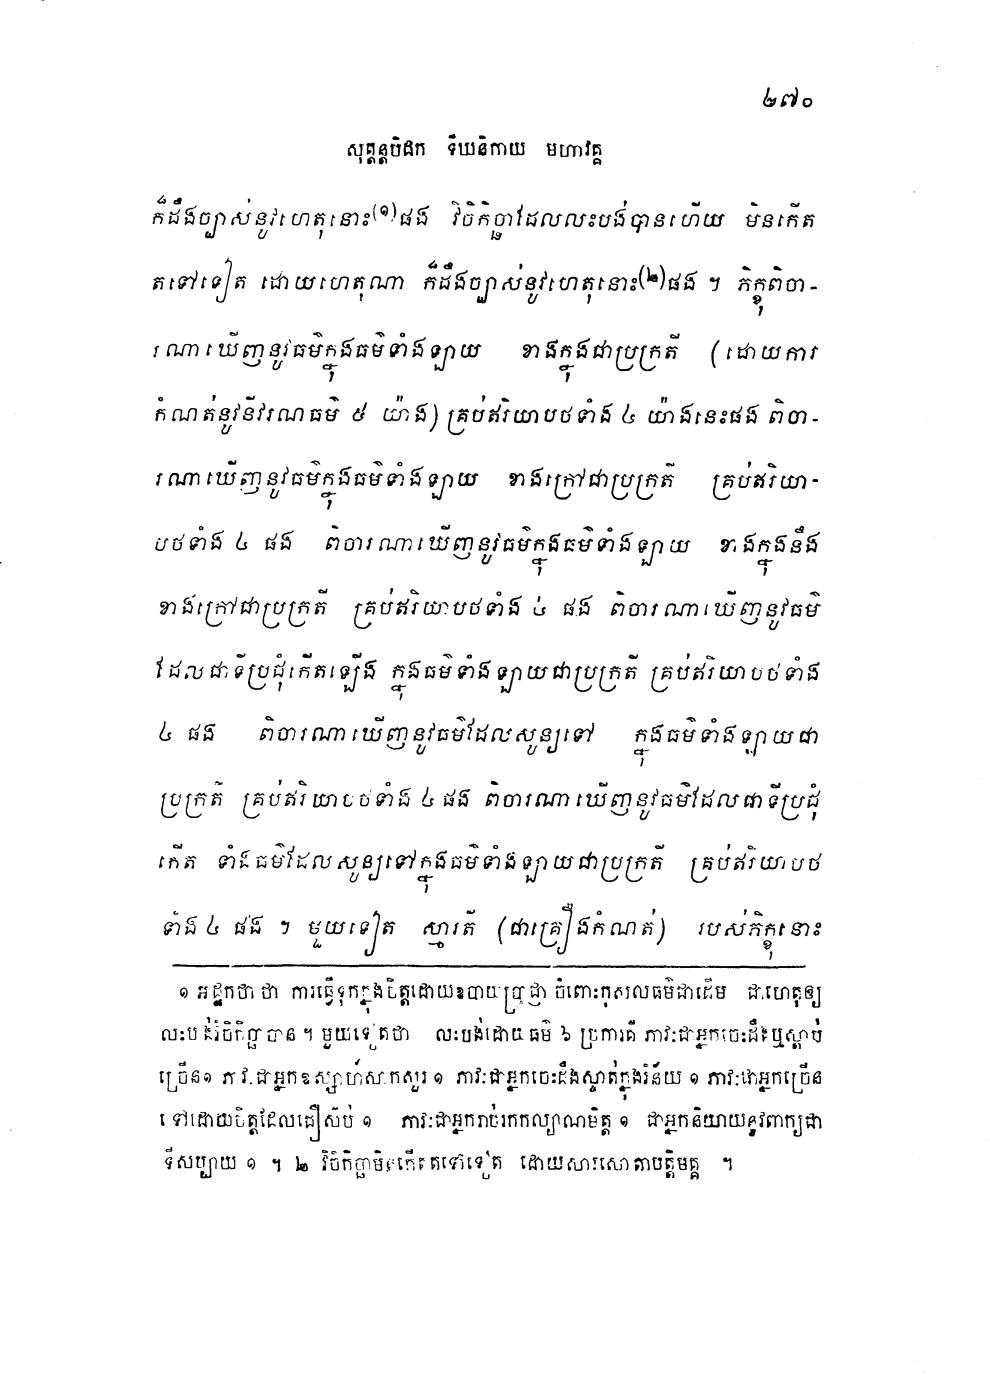 ២៧០
សុត្តន្តបិដក ទីឃនិកាយ មហាវគ្គ
ក៏ដឹងច្បាស់នូវហេតុនោះ(១)ផង វិចិកិច្ឆាដែលលះបង់បានហើយ មិនកើត
តទៅទៀត ដោយហេតុណា ក៏ដឹងច្បាស់នូវហេតុនោះ(២)ផង ។ ភិក្ខុពិចា-
រណាឃើញនូវធម៌ក្នុងធម៌ទាំងឡាយ ខាងក្នុងជាប្រក្រតី (ដោយការ
កំណត់នូវនីវរណធម៌ ៥ យ៉ាង) គ្រប់ឥរិយាបថទាំង ៤ យ៉ាងនេះផង ពិចា-
រណាឃើញនូវធម៌ក្នុងធម៌ទាំងឡាយ ខាងក្រៅជាប្រក្រតី គ្រប់ឥរិយា-
បថទាំង ៤ ផង ពិចារណាឃើញនូវធម៌ក្នុងធម៌ទាំងឡាយ ខាងក្នុងនឹង
ខាងក្រៅជាប្រក្រតី គ្រប់ឥរិយាបថទាំង ៤ ផង ពិចារណាឃើញនូវធម៌
ដែលជាទីប្រជុំកើតឡើង ក្នុងធម៌ទាំងឡាយជាប្រក្រតី គ្រប់ឥរិយាបថទាំង
៤ ផង ពិចារណាឃើញនូវធម៌ដែលសូន្យទៅ ក្នុងធម៌ទាំងឡាយជា
ប្រក្រតី គ្រប់ឥរិយាបថទាំង ៤ ផង ពិចារណាឃើញនូវធម៌ដែលជាទីប្រជុំ
កើត ទាំងធម៌ដែលសូន្យទៅក្នុងធម៌ទាំងឡាយជាប្រក្រតី គ្រប់ឥរិយាបថ
ទាំង ៤ ផង ។ មួយទៀត ស្មារតី (ជាគ្រឿងកំណត់) របស់ភិក្ខុនោះ
១ អដ្ឋកថា ថា ការធ្វើទុកក្នុងចិត្តដោយឧបាយប្រាជ្ញា ចំពោះកុសលធម៌ជាដើម ជាហេតុឲ្យ
លះបង់វិចិកិច្ឆាបាន ។ មួយទៀតថា លះបង់ដោយធម៌ ៦ ប្រការគឺ ភាវៈជាអ្នកចេះដឹងឬស្តាប់
ច្រើន១ ភាវៈជាអ្នកឧស្សាហ៍សាកសួរ ១ ភាវៈជាអ្នកចេះដឹងស្ទាត់ក្នុងវិន័យ ១ ភាវៈជាអ្នកច្រើន
ទៅដោយចិត្តដែលជឿស៊ប់ ១ ភាវៈជាអ្នករាប់រកកល្យាណមិត្ត ១ ជាអ្នកនិយាយនូវពាក្យជា
ទីសប្បាយ ១ ។ ២ វិចិកិច្ឆាមិនកើតតទៅទៀត ដោយសារសោតាបត្តិមគ្គ ។